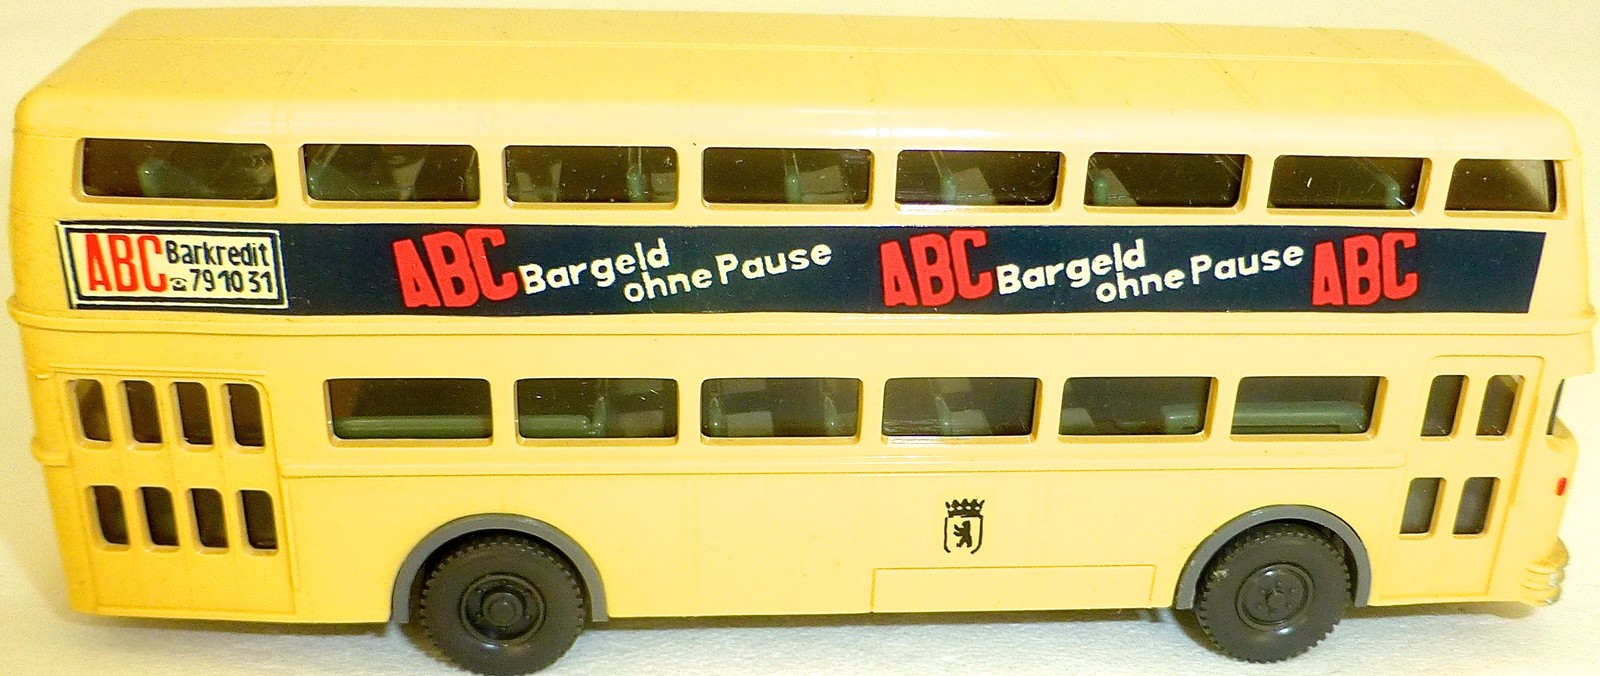 ABC Barkredit
☎ 79 10 31
ABC Bargeld
ohne Pause
ABC Bargeld
ohne Pause
ABC